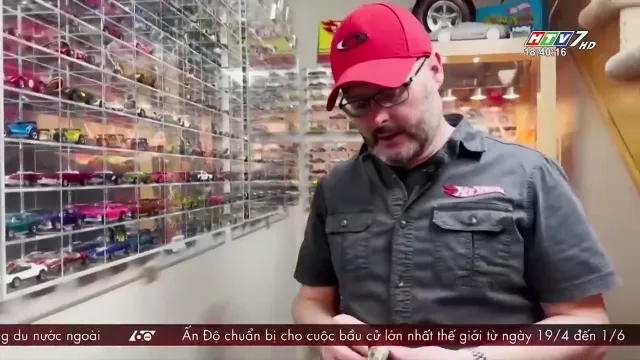 HTV7 HD
18:40:16
g du nước ngoài 60 Ấn Độ chuẩn bị cho cuộc bầu cử lớn nhất thế giới từ ngày 19/4 đến 1/6